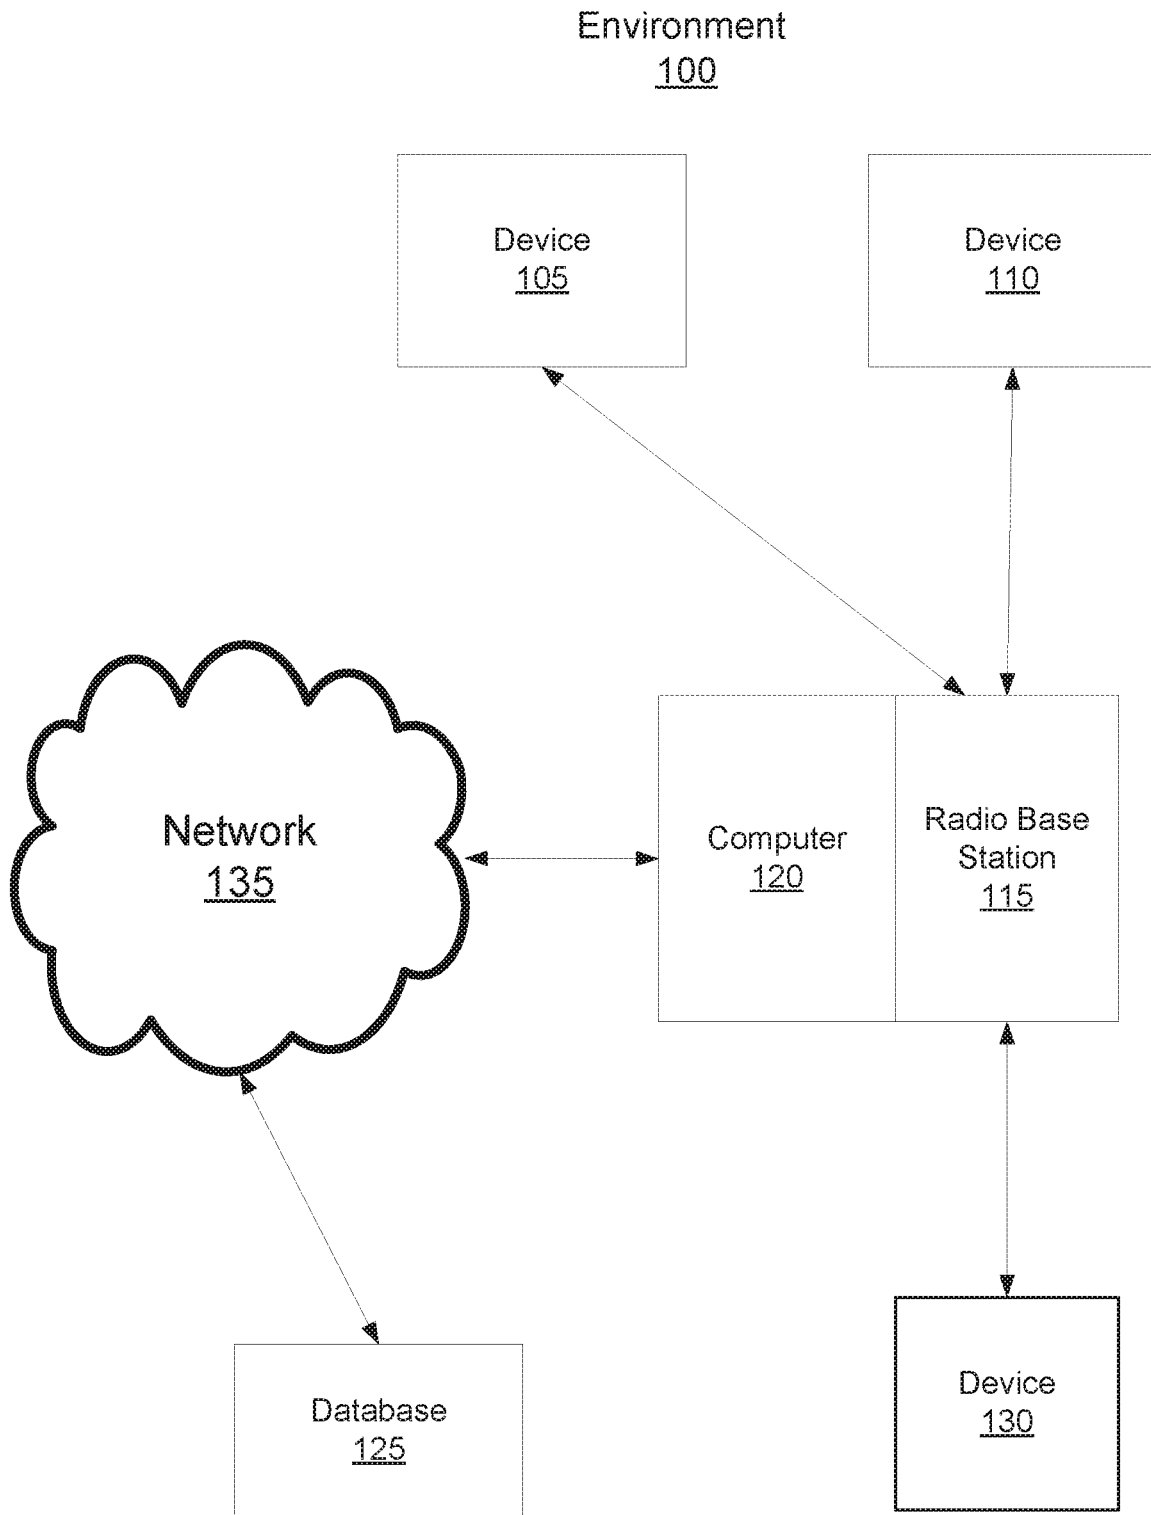 Environment
100
Device
105
Device
110
Network
135
Computer
120
Radio Base
Station
115
Database
125
Device
130